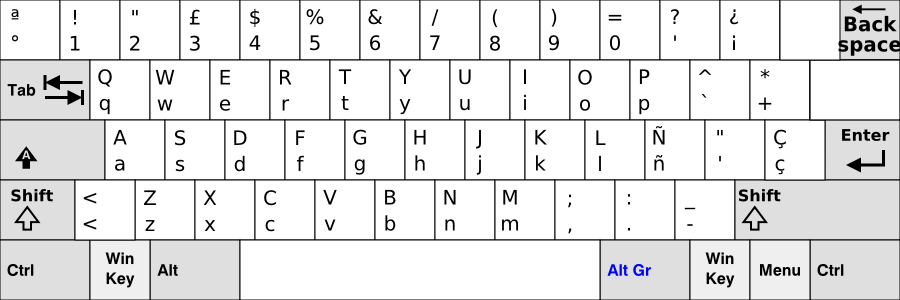 ª ! " £ $ % & / ( ) = ? ¿ Back
° 1 2 3 4 5 6 7 8 9 0 ' ¡ space
Tab Q W E R T Y U I O P ^ *
q w e r t y u i o p ` +
A A S D F G H J K L Ñ " Ç Enter
a s d f g h j k l ñ ' ç
Shift < Z X C V B N M ; : _ Shift
< z x c v b n m , . -
Ctrl Win Key Alt Alt Gr Win Key Menu Ctrl